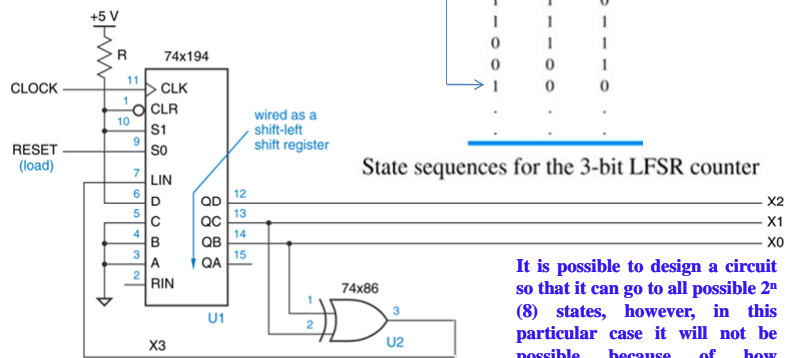 +5 V
R
74x194
1 1 0
1 1 1
0 1 1
0 0 1
1 0 0
. . .
. . .
CLOCK 11 CLK
1 CLR
10 S1
RESET 9 S0
(load)
7 LIN
6 D QD 12 X2
5 C QC 13 X1
4 B QB 14 X0
3 A QA 15
2 RIN
U1
wired as a
shift-left
shift register
State sequences for the 3-bit LFSR counter
74x86
1
2
3
U2
X3
It is possible to design a circuit
so that it can go to all possible 2ⁿ
(8) states, however, in this
particular case it will not be
possible because of how